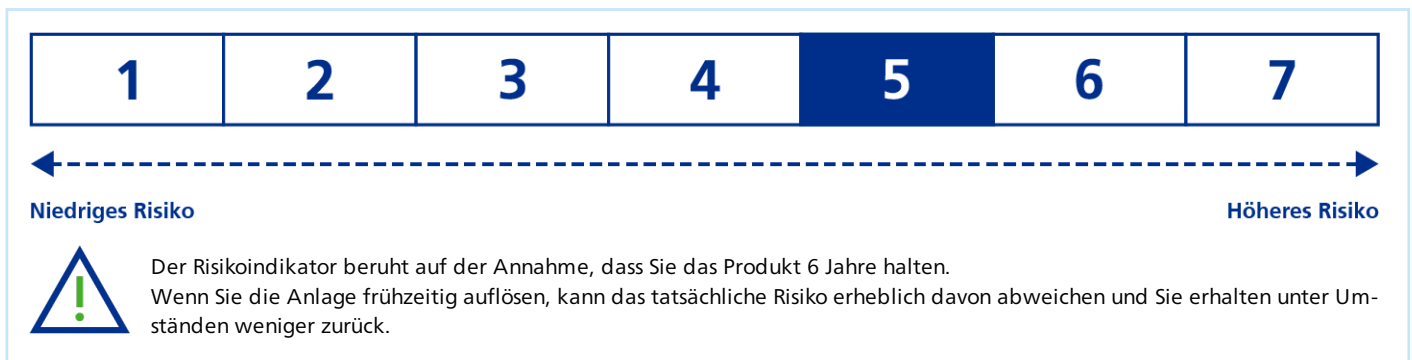 1 2 3 4 5 6 7
Niedriges Risiko Höheres Risiko
Der Risikoindikator beruht auf der Annahme, dass Sie das Produkt 6 Jahre halten.
Wenn Sie die Anlage frühzeitig auflösen, kann das tatsächliche Risiko erheblich davon abweichen und Sie erhalten unter Um-
ständen weniger zurück.